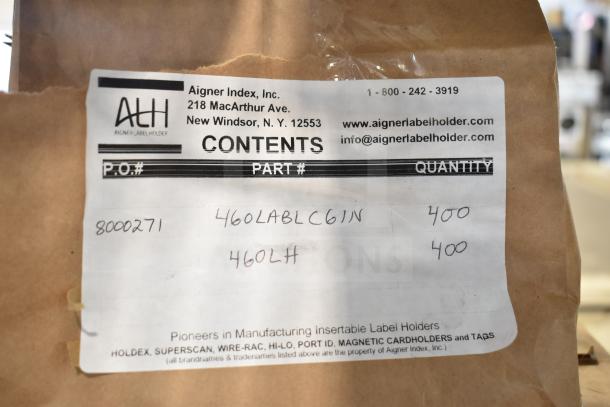 ALH
AIGNER LABEL HOLDER
Aigner Index, Inc.
218 MacArthur Ave.
New Windsor, N. Y. 12553
1 - 800 - 242 - 3919
www.aignerlabelholder.com
info@aignerlabelholder.com
CONTENTS
P.O.# PART # QUANTITY
8000271 460LABLC6IN 400
460LH 400
Pioneers in Manufacturing Insertable Label Holders
HOLDEX, SUPERSCAN, WIRE-RAC, HI-LO, PORT ID, MAGNETIC CARDHOLDERS and TAGS
(all brandnames & tradenames listed above are the property of Aigner Index, Inc.)